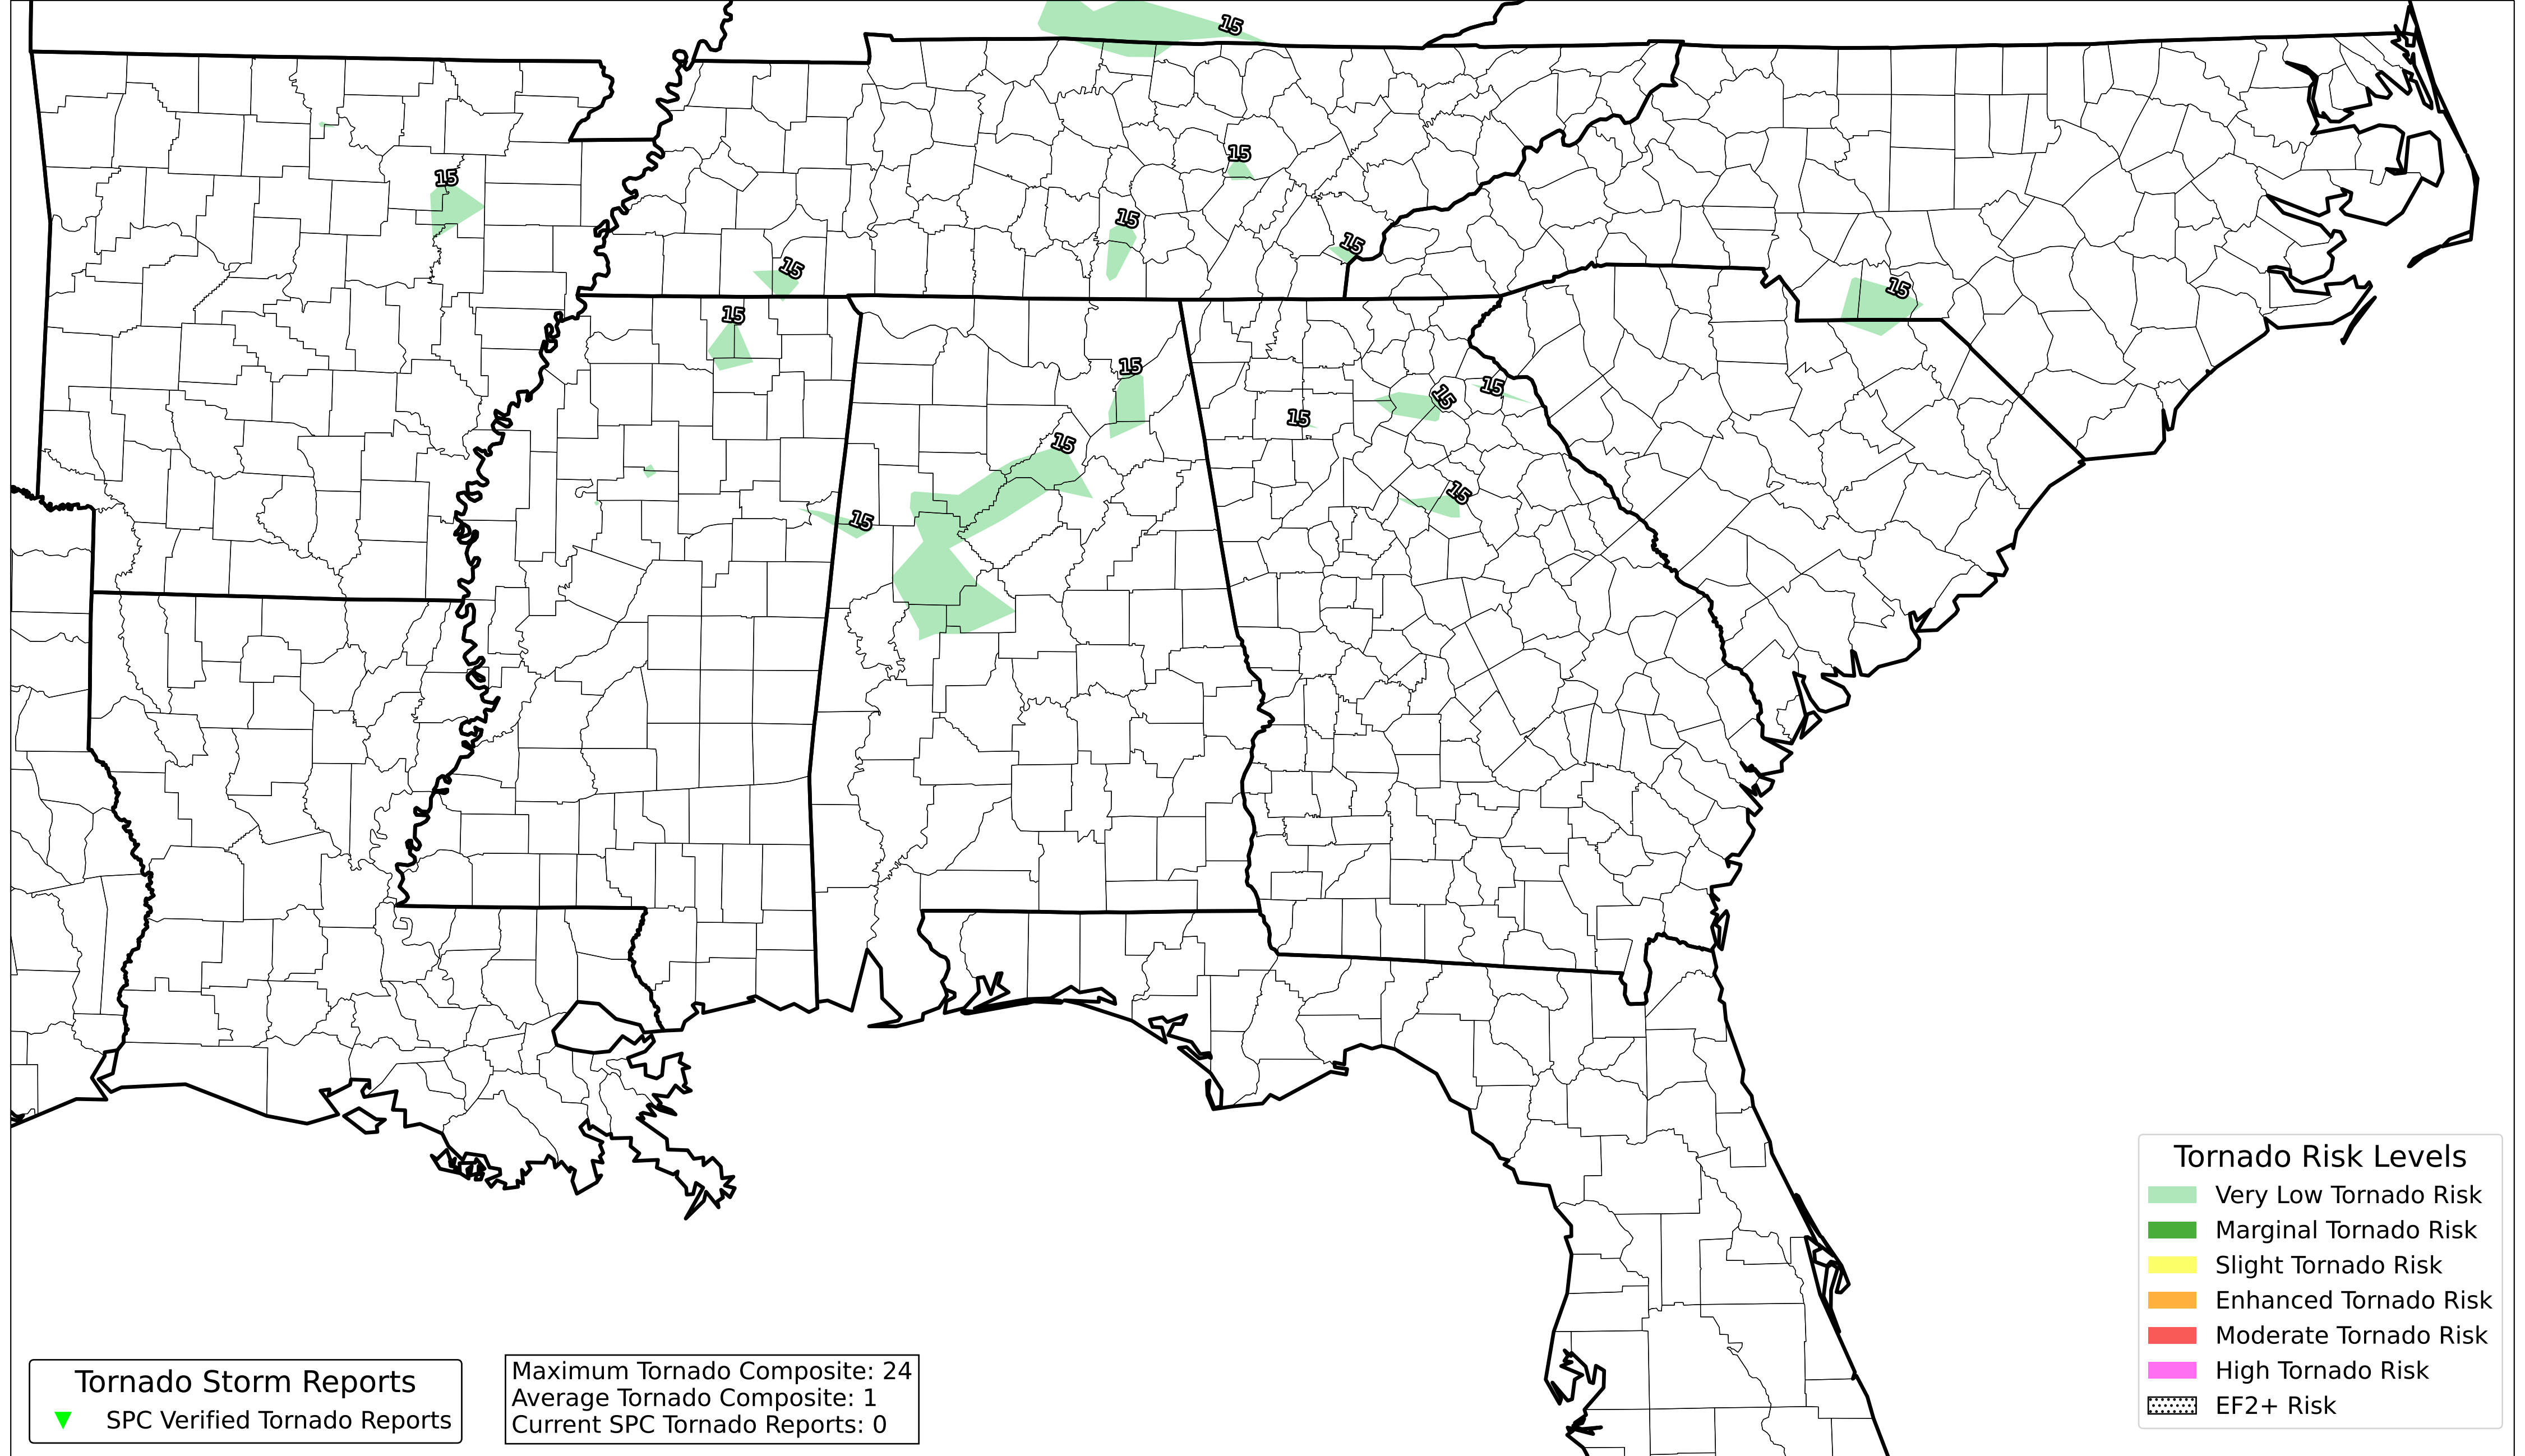 15
15
15
15
15
15
15
15
15
15
15
15
15
15
Tornado Storm Reports
SPC Verified Tornado Reports
Maximum Tornado Composite: 24
Average Tornado Composite: 1
Current SPC Tornado Reports: 0
Tornado Risk Levels
Very Low Tornado Risk
Marginal Tornado Risk
Slight Tornado Risk
Enhanced Tornado Risk
Moderate Tornado Risk
High Tornado Risk
EF2+ Risk